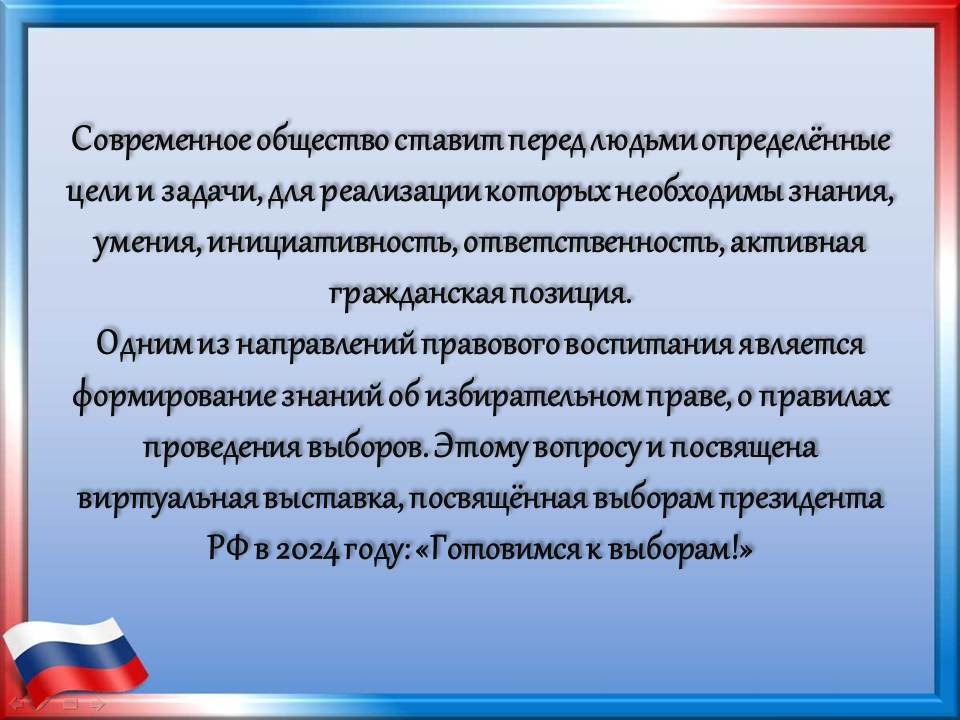 Современное общество ставит перед людьми определённые
цели и задачи, для реализации которых необходимы знания,
умения, инициативность, ответственность, активная
гражданская позиция.
Одним из направлений правового воспитания является
формирование знаний об избирательном праве, о правилах
проведения выборов. Этому вопросу и посвящена
виртуальная выставка, посвящённая выборам президента
РФ в 2024 году: «Готовимся к выборам!»